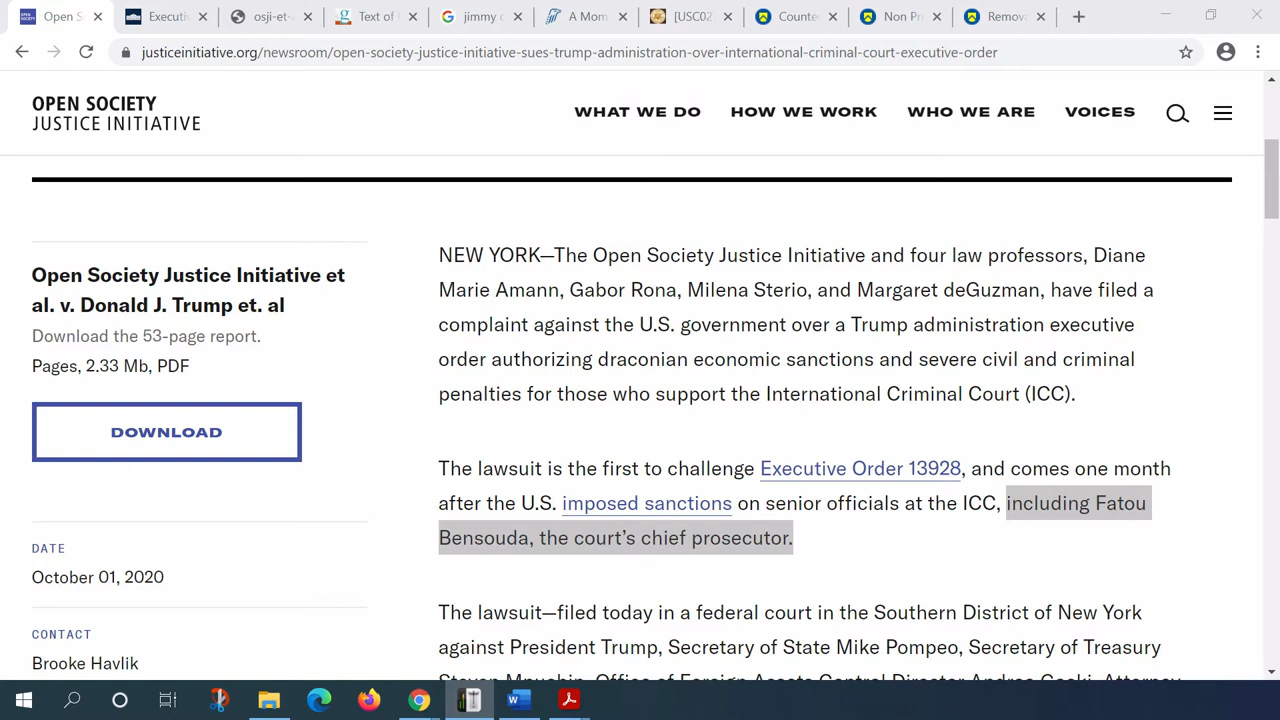 Open S
Executi
osji-et-
Text of
jimmy c
A Mom
[USC02
Counte
Non Pr
Remov
justiceinitiative.org/newsroom/open-society-justice-initiative-sues-trump-administration-over-international-criminal-court-executive-order
OPEN SOCIETY
JUSTICE INITIATIVE
WHAT WE DO
HOW WE WORK
WHO WE ARE
VOICES
Open Society Justice Initiative et
al. v. Donald J. Trump et. al
Download the 53-page report.
Pages, 2.33 Mb, PDF
DOWNLOAD
DATE
October 01, 2020
CONTACT
Brooke Havlik
NEW YORK—The Open Society Justice Initiative and four law professors, Diane
Marie Amann, Gabor Rona, Milena Sterio, and Margaret deGuzman, have filed a
complaint against the U.S. government over a Trump administration executive
order authorizing draconian economic sanctions and severe civil and criminal
penalties for those who support the International Criminal Court (ICC).
The lawsuit is the first to challenge Executive Order 13928, and comes one month
after the U.S. imposed sanctions on senior officials at the ICC, including Fatou
Bensouda, the court's chief prosecutor.
The lawsuit—filed today in a federal court in the Southern District of New York
against President Trump, Secretary of State Mike Pompeo, Secretary of Treasury